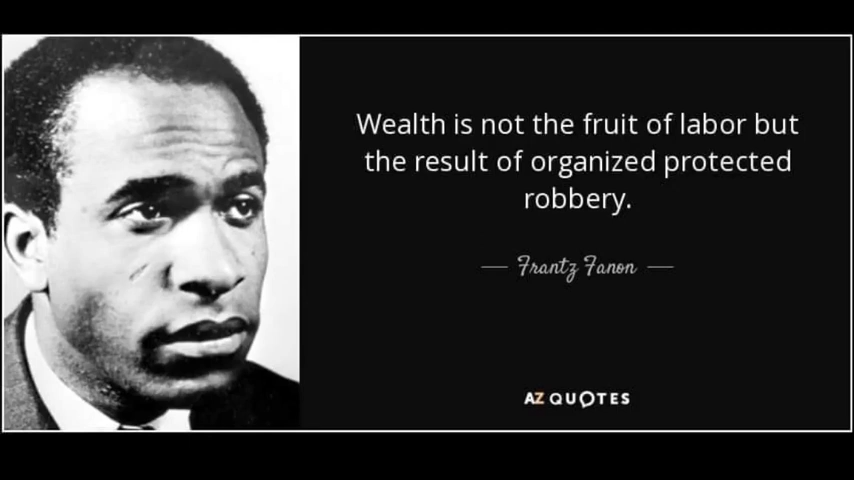 Wealth is not the fruit of labor but
the result of organized protected
robbery.
— Frantz Fanon —
AZ QUOTES